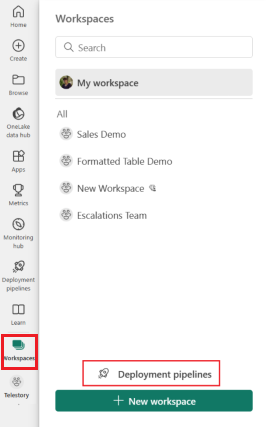 Home
Create
Browse
OneLake
data hub
Apps
Metrics
Monitoring
hub
Deployment
pipelines
Learn
Workspaces
Telestory
Workspaces
Search
My workspace
All
Sales Demo
Formatted Table Demo
New Workspace
Escalations Team
Deployment pipelines
New workspace